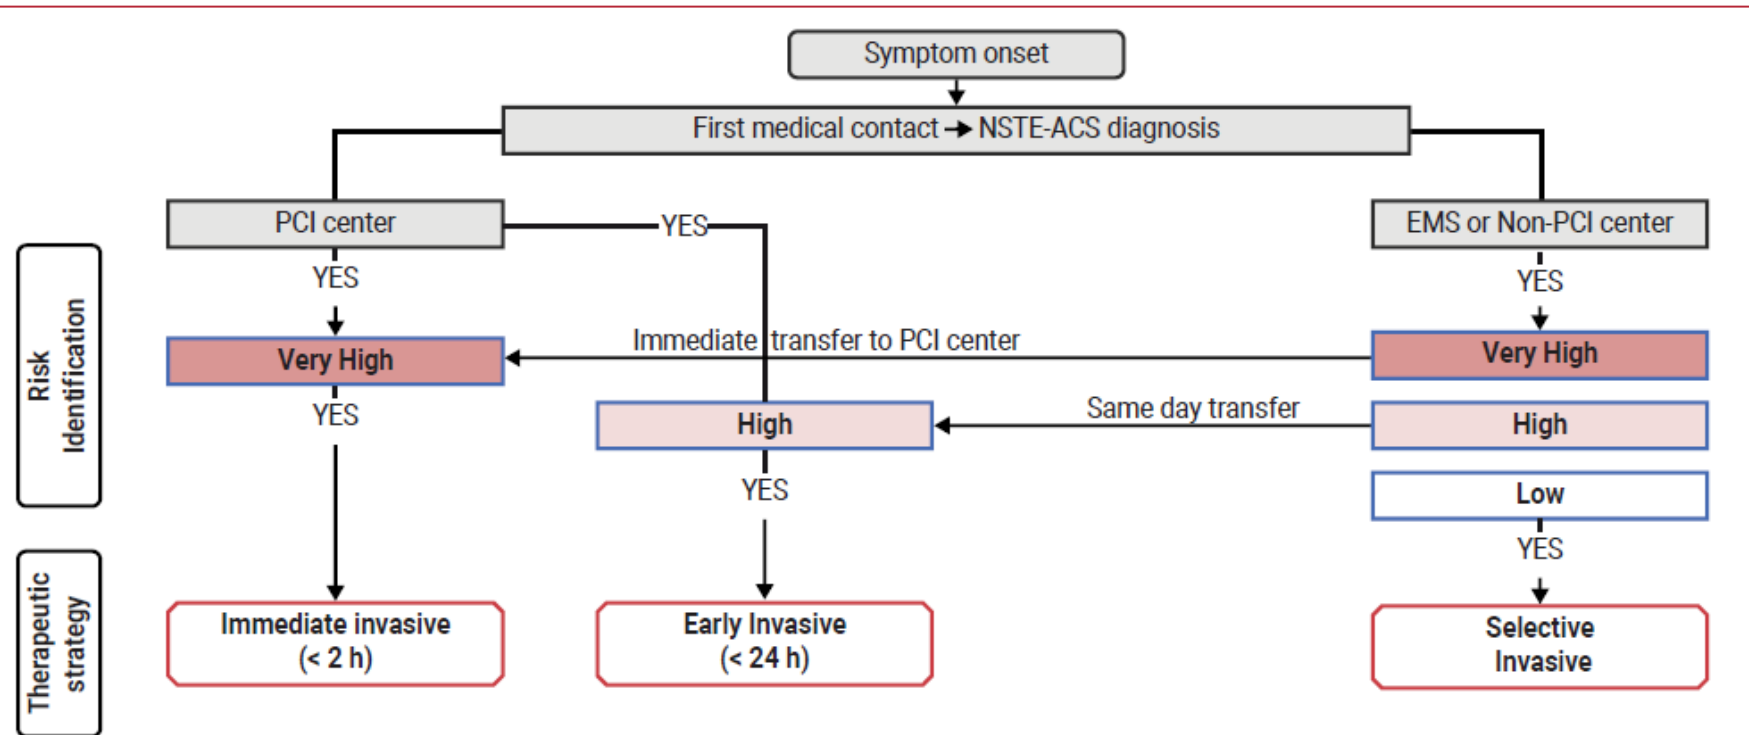 Symptom onset
First medical contact → NSTE-ACS diagnosis
PCI center
YES
EMS or Non-PCI center
YES
YES
Risk
Identification
Very High
Immediate transfer to PCI center
Very High
YES
High
Same day transfer
High
YES
Low
YES
Therapeutic
strategy
Immediate invasive
(< 2 h)
Early Invasive
(< 24 h)
Selective
Invasive